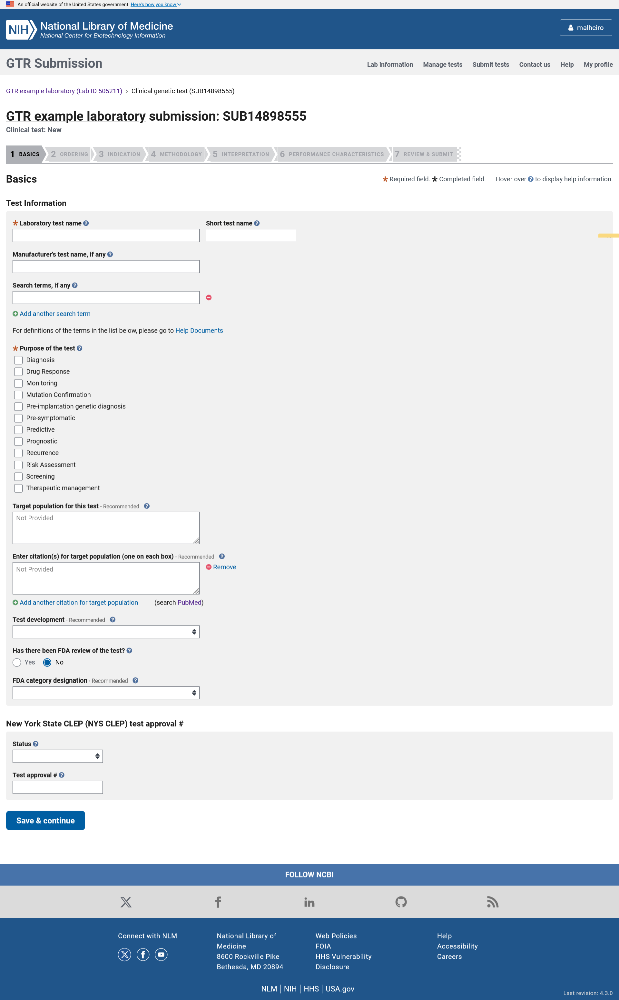 An official website of the United States government Here's how you know
NIH National Library of Medicine
National Center for Biotechnology Information
malheiro
GTR Submission
Lab information Manage tests Submit tests Contact us Help My profile
GTR example laboratory (Lab ID 505211) > Clinical genetic test (SUB14898555)
GTR example laboratory submission: SUB14898555
Clinical test: New
1 BASICS 2 ORDERING 3 INDICATION 4 METHODOLOGY 5 INTERPRETATION 6 PERFORMANCE CHARACTERISTICS 7 REVIEW & SUBMIT
Basics
* Required field. * Completed field. Hover over ? to display help information.
Test Information
* Laboratory test name ? Short test name ?
Manufacturer's test name, if any ?
Search terms, if any ?
Add another search term
For definitions of the terms in the list below, please go to Help Documents
* Purpose of the test ?
Diagnosis
Drug Response
Monitoring
Mutation Confirmation
Pre-implantation genetic diagnosis
Pre-symptomatic
Predictive
Prognostic
Recurrence
Risk Assessment
Screening
Therapeutic management
Target population for this test - Recommended ?
Not Provided
Enter citation(s) for target population (one on each box) - Recommended ?
Not Provided
Remove
Add another citation for target population (search PubMed)
Test development - Recommended ?
Has there been FDA review of the test? ?
Yes No
FDA category designation - Recommended ?
New York State CLEP (NYS CLEP) test approval #
Status ?
Test approval # ?
Save & continue
FOLLOW NCBI
Connect with NLM
National Library of
Medicine
8600 Rockville Pike
Bethesda, MD 20894
Web Policies
FOIA
HHS Vulnerability
Disclosure
Help
Accessibility
Careers
NLM | NIH | HHS | USA.gov
Last revision: 4.3.0